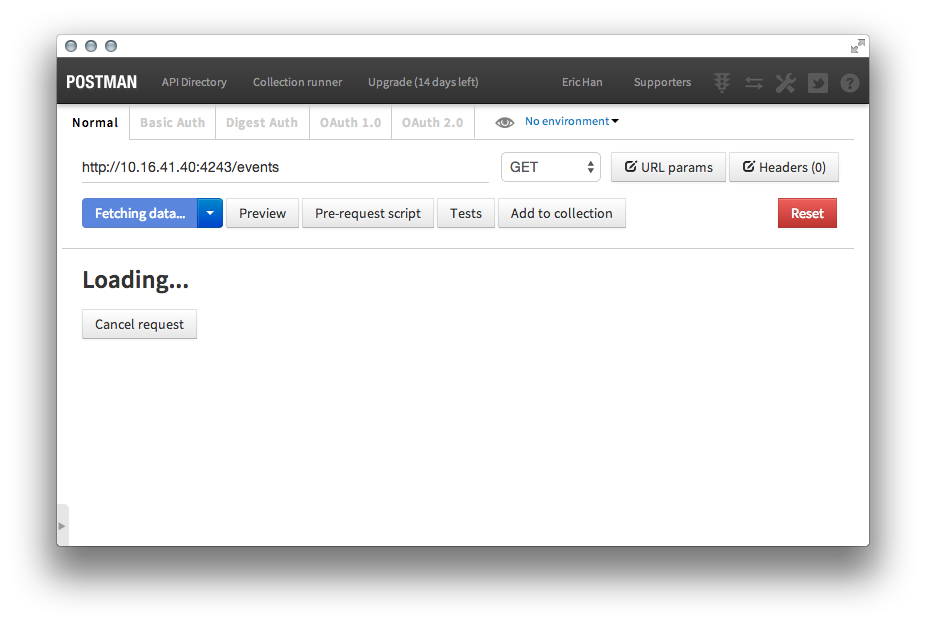 POSTMAN API Directory Collection runner Upgrade (14 days left) Eric Han Supporters
Normal Basic Auth Digest Auth OAuth 1.0 OAuth 2.0 No environment
http://10.16.41.40:4243/events GET URL params Headers (0)
Fetching data... Preview Pre-request script Tests Add to collection Reset
Loading...
Cancel request